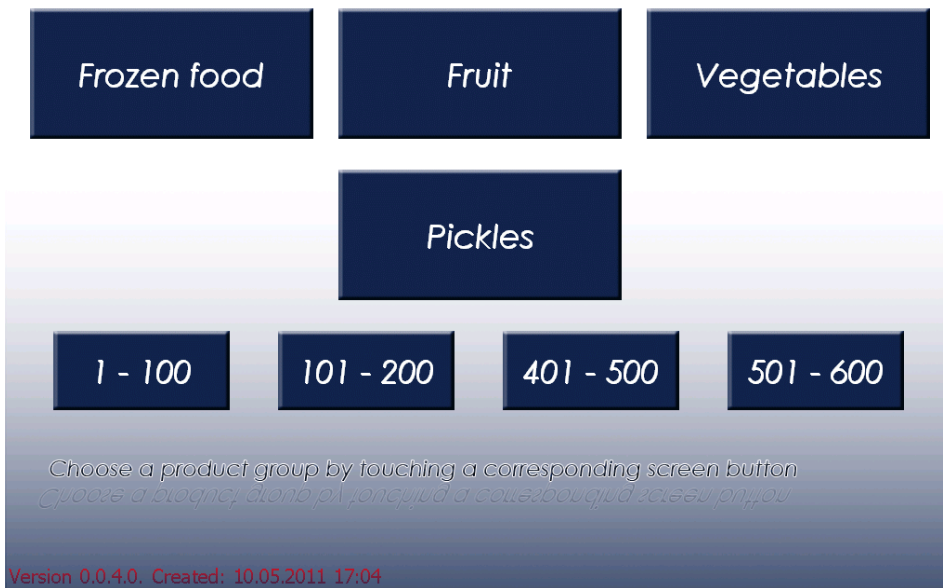 Frozen food
Fruit
Vegetables
Pickles
1 - 100
101 - 200
401 - 500
501 - 600
Choose a product group by touching a corresponding screen button
Version 0.0.4.0. Created: 10.05.2011 17:04